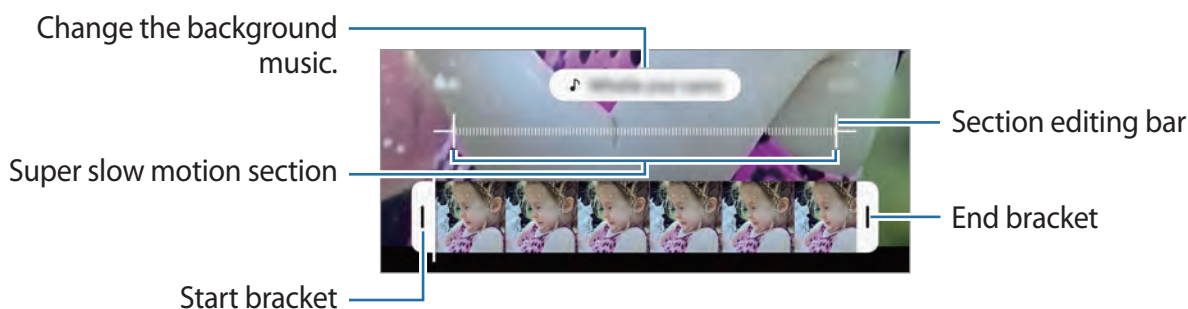 Change the background
music.
Section editing bar
Super slow motion section
End bracket
Start bracket